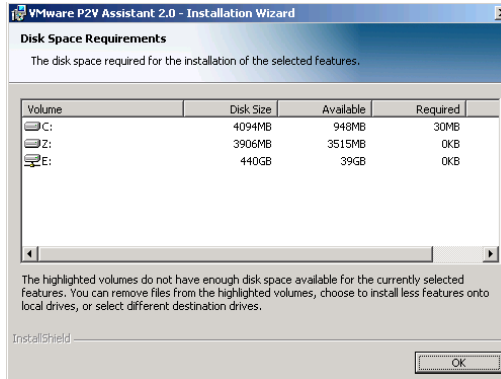 VMware P2V Assistant 2.0 - Installation Wizard
Disk Space Requirements
The disk space required for the installation of the selected features.
Volume Disk Size Available Required
C: 4094MB 948MB 30MB
Z: 3906MB 3515MB 0KB
E: 440GB 39GB 0KB
The highlighted volumes do not have enough disk space available for the currently selected
features. You can remove files from the highlighted volumes, choose to install less features onto
local drives, or select different destination drives.
InstallShield
OK